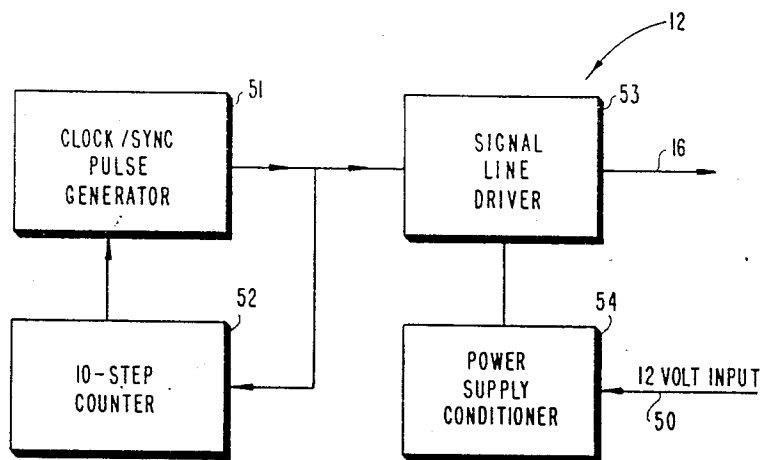 12
51
CLOCK/SYNC
PULSE
GENERATOR
53
SIGNAL
LINE
DRIVER
16
52
10-STEP
COUNTER
54
POWER
SUPPLY
CONDITIONER
12 VOLT INPUT
50